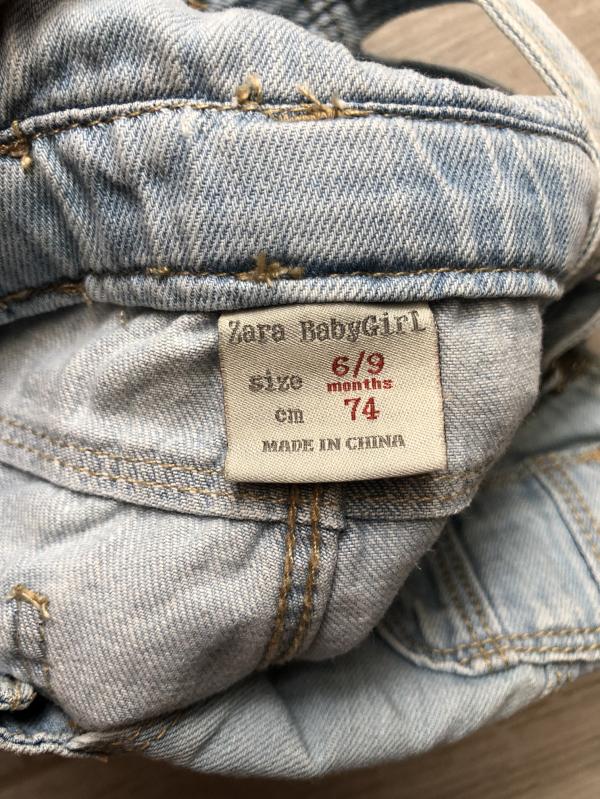 Zara BabyGirl
size 6/9
months
cm 74
MADE IN CHINA